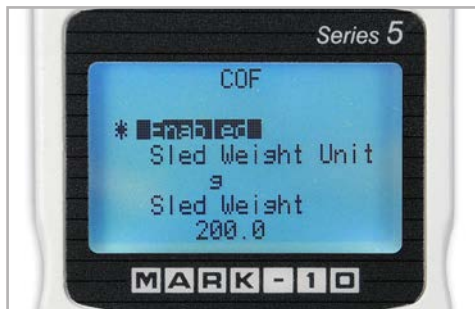 Series 5
COF
* Enabled
Sled Weight Unit
g
Sled Weight
200.0
MARK-10